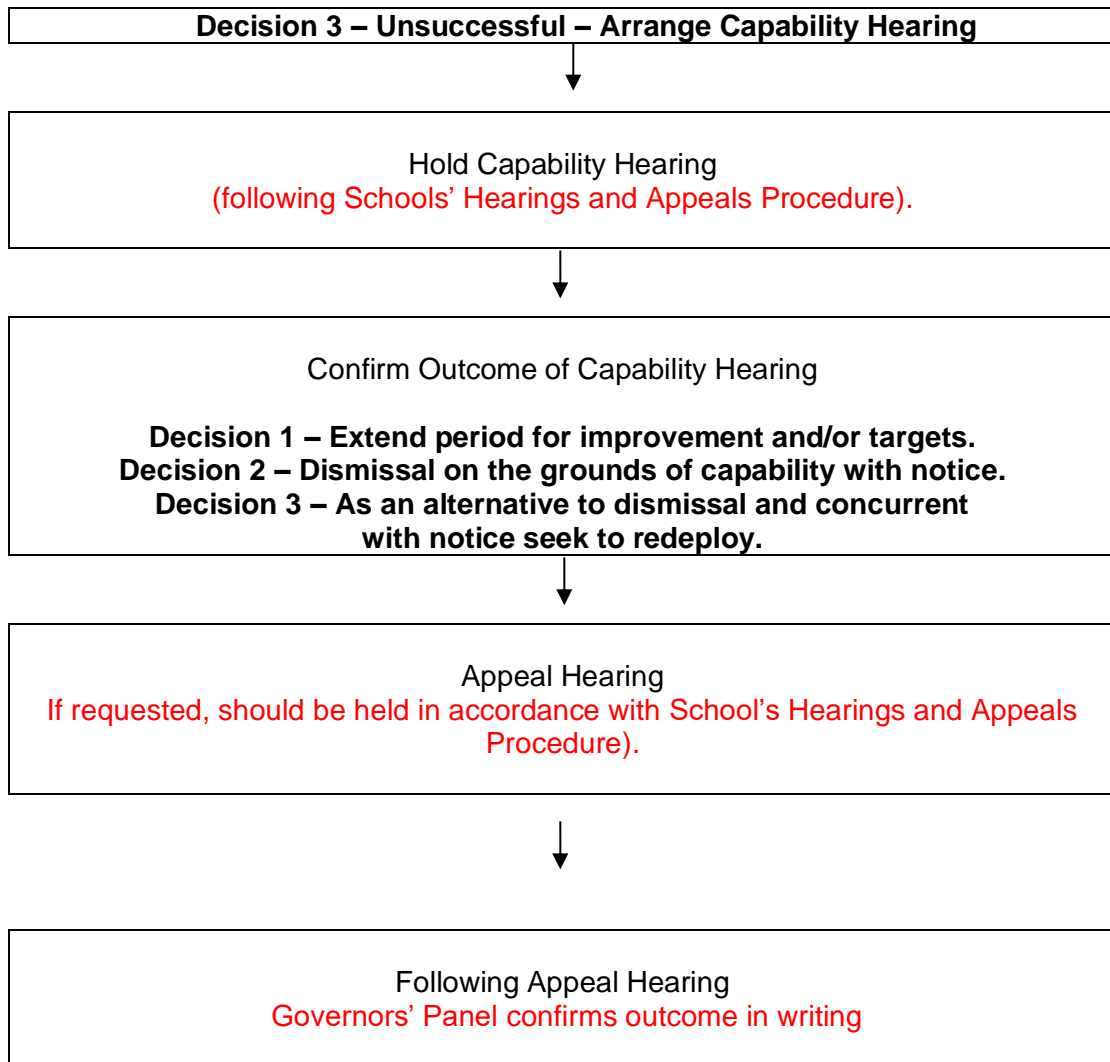 Decision 3 – Unsuccessful – Arrange Capability Hearing
Hold Capability Hearing
(following Schools’ Hearings and Appeals Procedure).
Confirm Outcome of Capability Hearing
Decision 1 – Extend period for improvement and/or targets.
Decision 2 – Dismissal on the grounds of capability with notice.
Decision 3 – As an alternative to dismissal and concurrent
with notice seek to redeploy.
Appeal Hearing
If requested, should be held in accordance with School’s Hearings and Appeals
Procedure).
Following Appeal Hearing
Governors’ Panel confirms outcome in writing